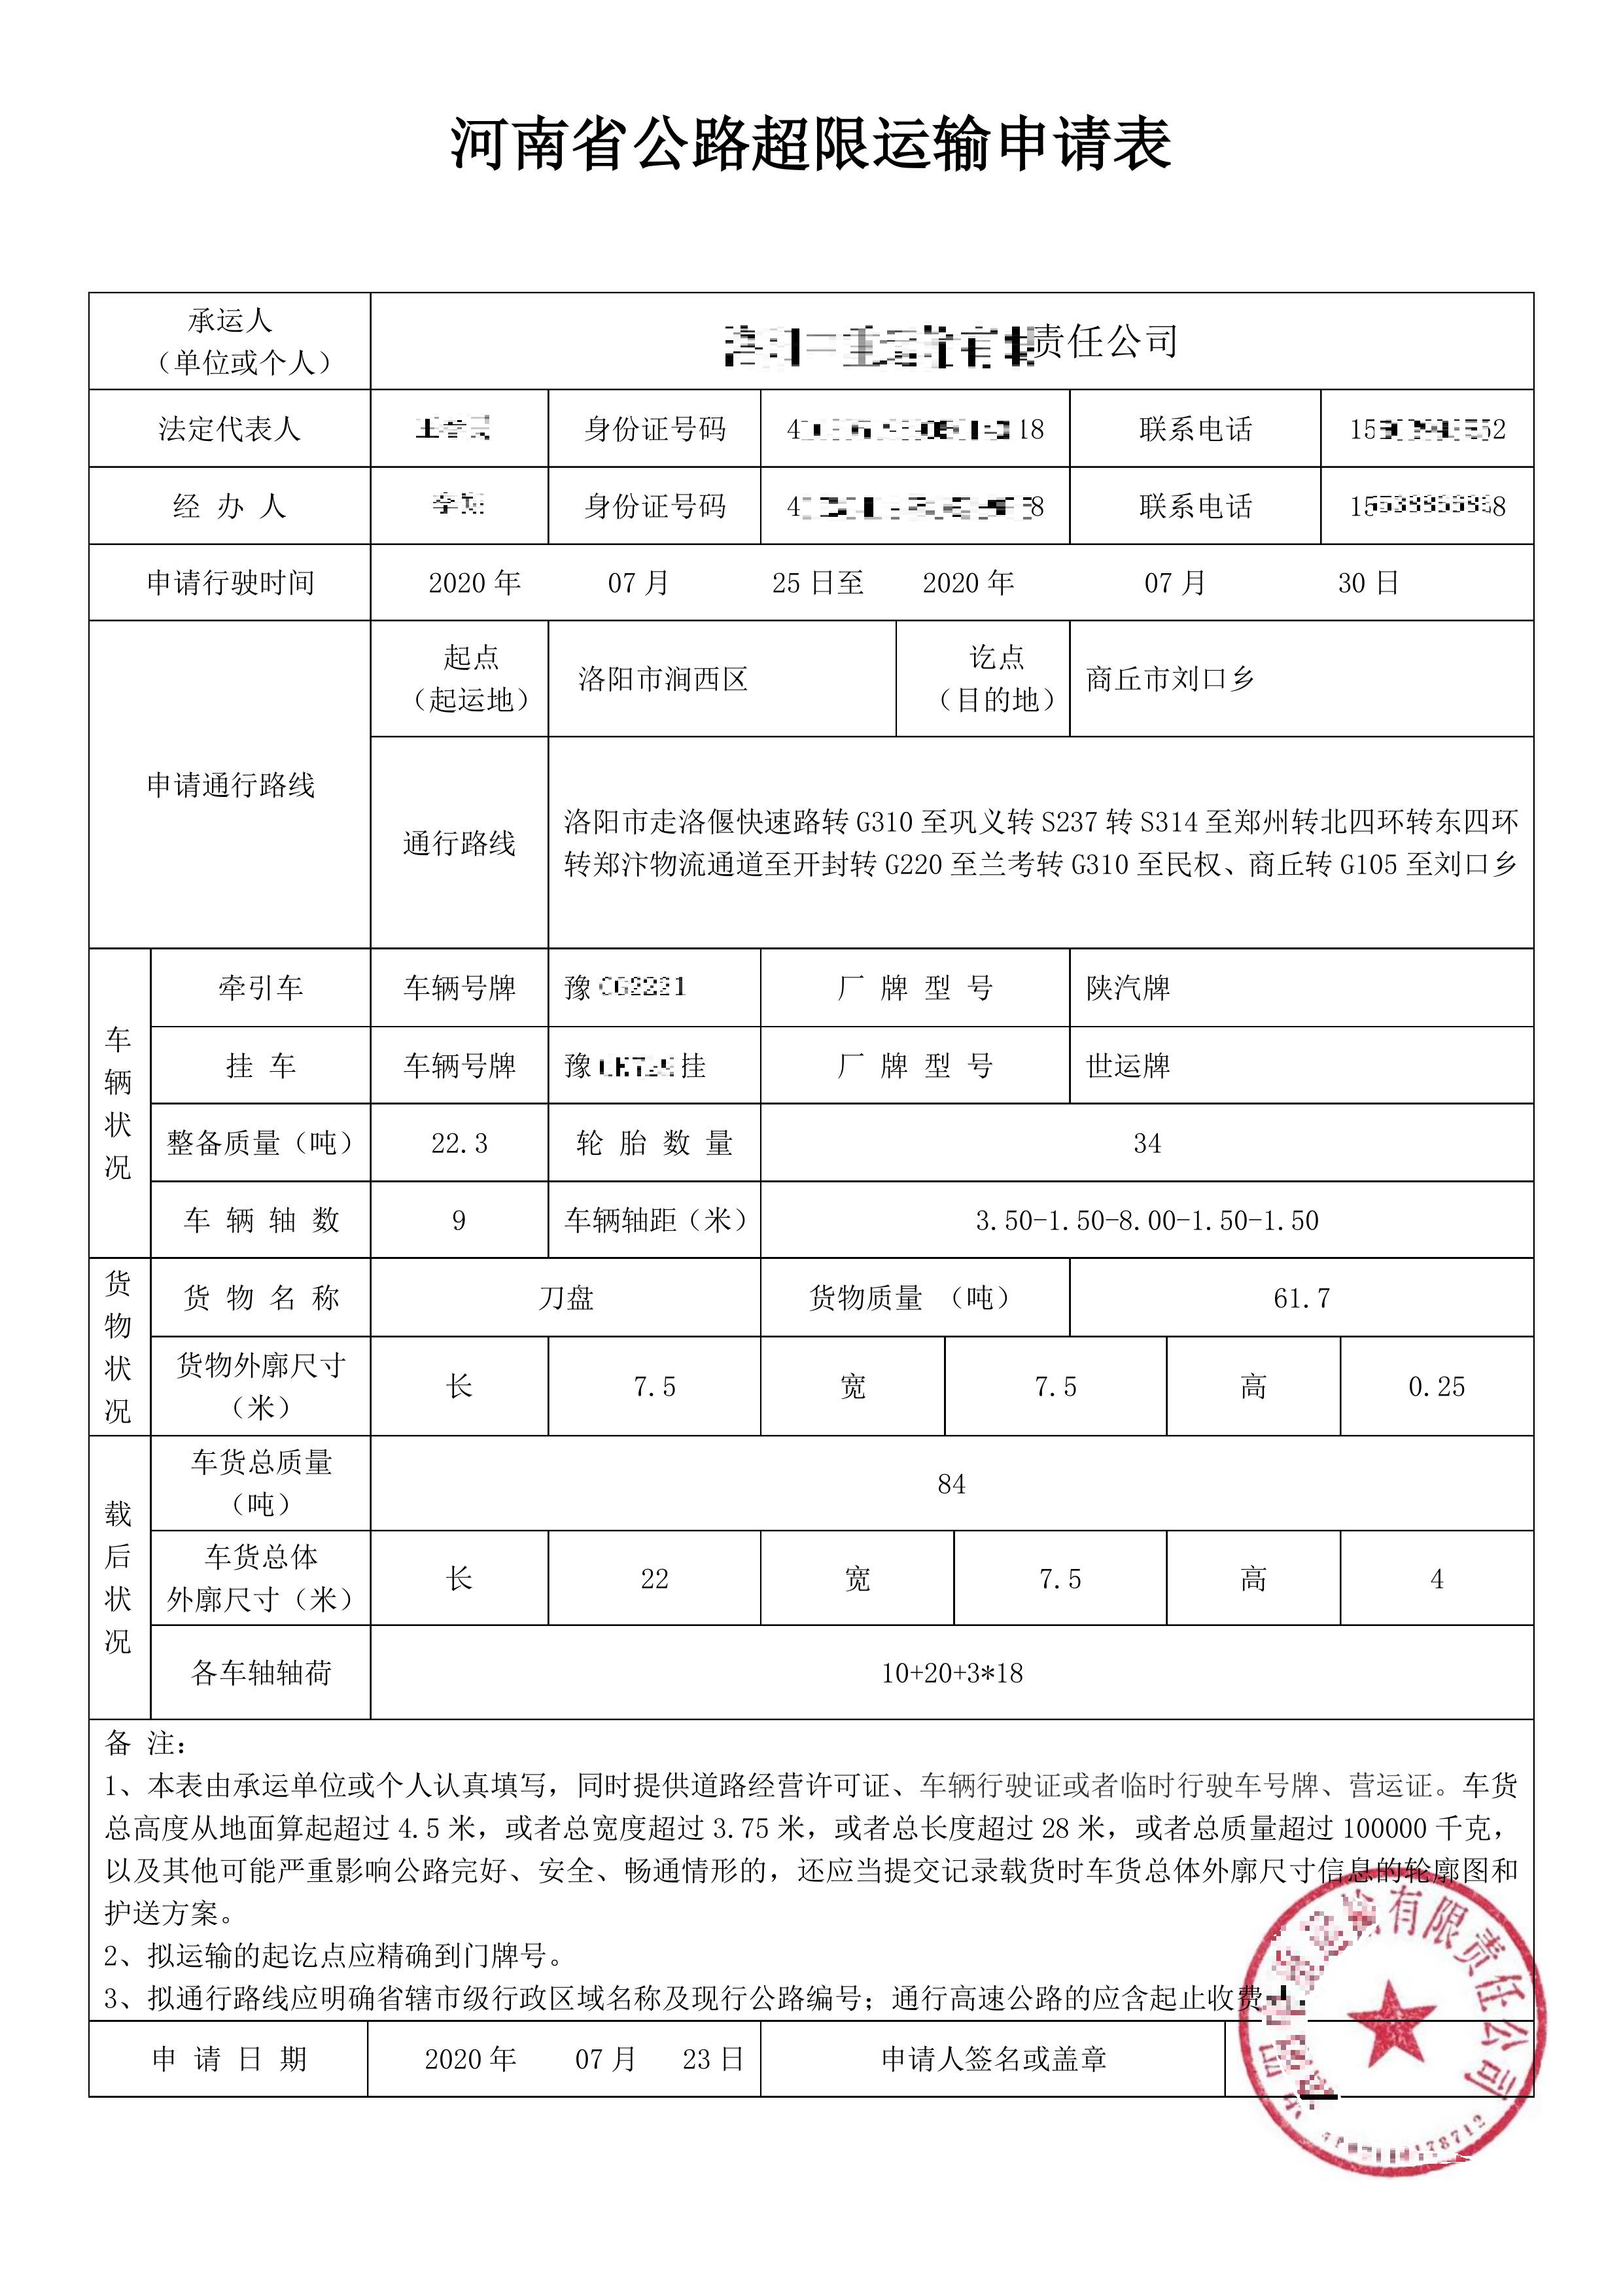 河南省公路超限运输申请表
承运人
（单位或个人）
责任公司
法定代表人 身份证号码 4 18 联系电话 15 2
经 办 人 身份证号码 4 8 联系电话 15 8
申请行驶时间 2020 年 07 月 25 日至 2020 年 07 月 30 日
申请通行路线
起点
（起运地）
洛阳市涧西区
讫点
（目的地）
商丘市刘口乡
通行路线
洛阳市走洛偃快速路转 G310 至巩义转 S237 转 S314 至郑州转北四环转东四环
转郑汴物流通道至开封转 G220 至兰考转 G310 至民权、商丘转 G105 至刘口乡
车辆状况
牵引车 车辆号牌 豫 厂 牌 型 号 陕汽牌
挂 车 车辆号牌 豫 挂 厂 牌 型 号 世运牌
整备质量（吨） 22.3 轮 胎 数 量 34
车 辆 轴 数 9 车辆轴距（米） 3.50-1.50-8.00-1.50-1.50
货物状况
货 物 名 称 刀盘 货物质量 （吨） 61.7
货物外廓尺寸
（米）
长 7.5 宽 7.5 高 0.25
载后状况
车货总质量
（吨）
84
车货总体
外廓尺寸（米）
长 22 宽 7.5 高 4
各车轴轴荷 10+20+3*18
备 注：
1、本表由承运单位或个人认真填写，同时提供道路经营许可证、车辆行驶证或者临时行驶车号牌、营运证。车货
总高度从地面算起超过 4.5 米，或者总宽度超过 3.75 米，或者总长度超过 28 米，或者总质量超过 100000 千克，
以及其他可能严重影响公路完好、安全、畅通情形的，还应当提交记录载货时车货总体外廓尺寸信息的轮廓图和
护送方案。
2、拟运输的起讫点应精确到门牌号。
3、拟通行路线应明确省辖市级行政区域名称及现行公路编号；通行高速公路的应含起止收费
申 请 日 期 2020 年 07 月 23 日 申请人签名或盖章
有限责任公司
178712